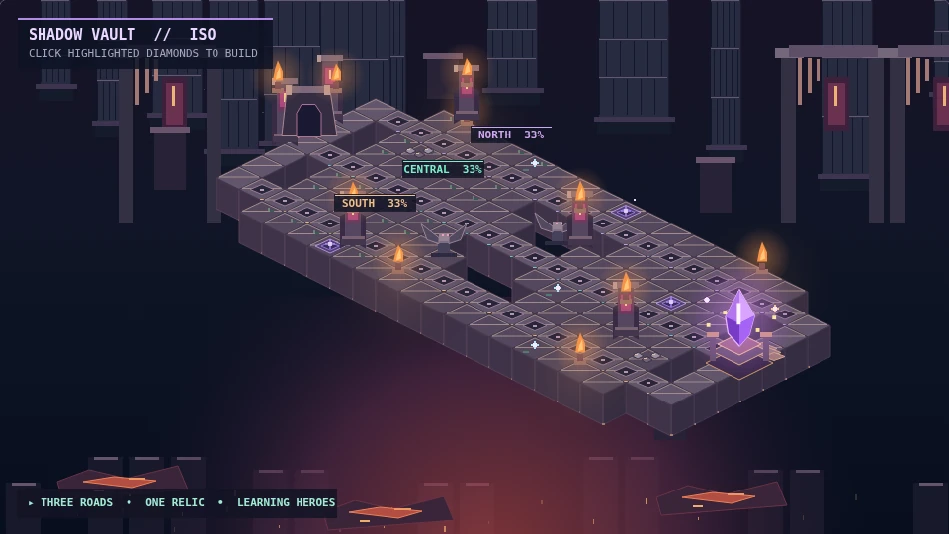 SHADOW VAULT // ISO
CLICK HIGHLIGHTED DIAMONDS TO BUILD
NORTH 33%
CENTRAL 33%
SOUTH 33%
▸ THREE ROADS • ONE RELIC • LEARNING HEROES